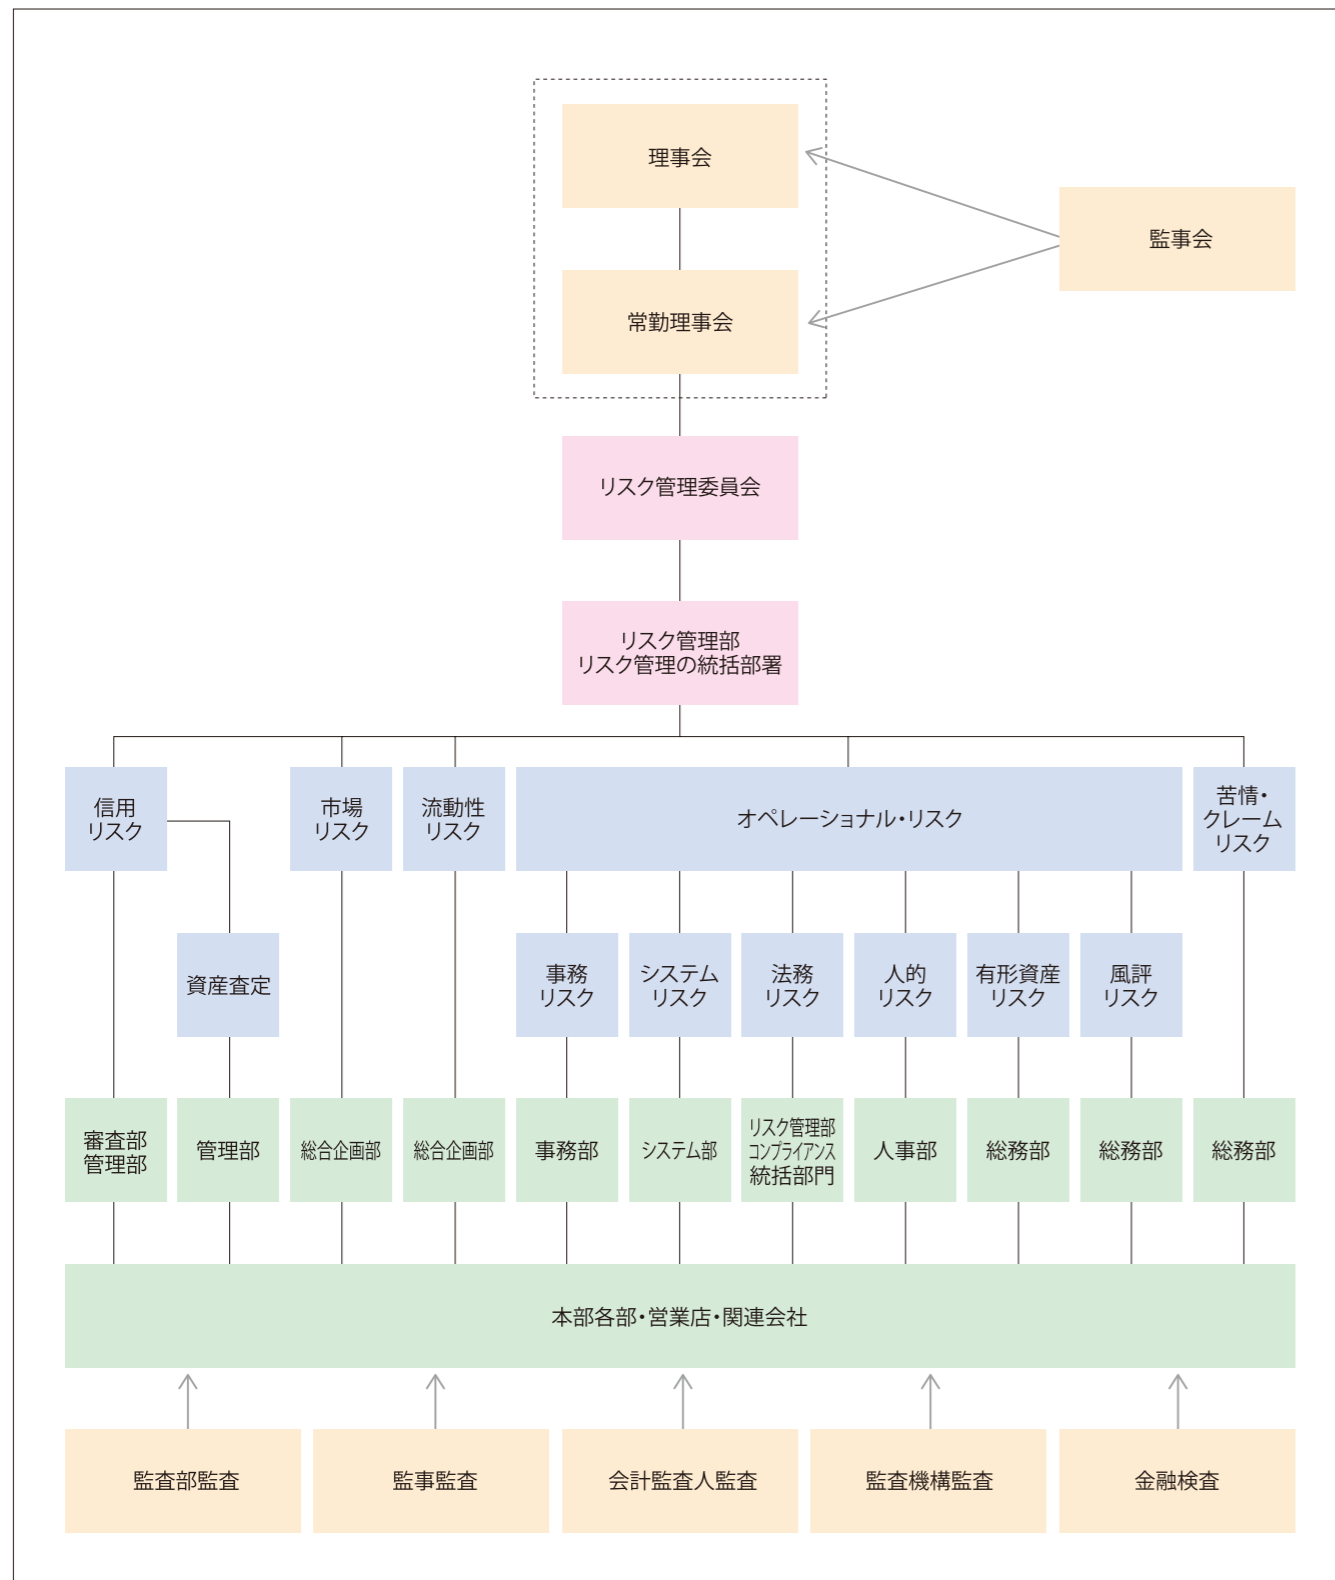 理事会
監事会
常勤理事会
リスク管理委員会
リスク管理部
リスク管理の統括部署
信用
リスク
市場
リスク
流動性
リスク
オペレーショナル・リスク
苦情・
クレーム
リスク
資産査定
事務
リスク
システム
リスク
法務
リスク
人的
リスク
有形資産
リスク
風評
リスク
審査部
管理部
管理部
総合企画部
総合企画部
事務部
システム部
リスク管理部
コンプライアンス
統括部門
人事部
総務部
総務部
総務部
本部各部・営業店・関連会社
監査部監査
監事監査
会計監査人監査
監査機構監査
金融検査